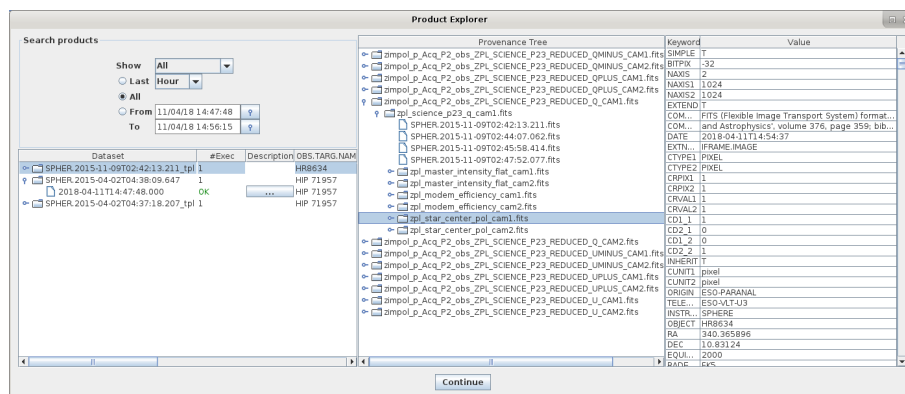 Product Explorer
Search products
Show All
Last Hour
All
From 11/04/18 14:47:48
To 11/04/18 14:56:15
Dataset #Exec Description OBS.TARG.NAM
SPHER.2015-11-09T02:42:13.211_tpl 1 HR8634
SPHER.2015-04-02T04:38:09.647 1 HIP 71957
2018-04-11T14:47:48.000 OK ... HIP 71957
SPHER.2015-04-02T04:37:18.207_tpl 1 HIP 71957
Provenance Tree
zimpol_p_Acq_P2_obs_ZPL_SCIENCE_P23_REDUCED_QMINUS_CAM1.fits
zimpol_p_Acq_P2_obs_ZPL_SCIENCE_P23_REDUCED_QMINUS_CAM2.fits
zimpol_p_Acq_P2_obs_ZPL_SCIENCE_P23_REDUCED_QPLUS_CAM1.fits
zimpol_p_Acq_P2_obs_ZPL_SCIENCE_P23_REDUCED_QPLUS_CAM2.fits
zimpol_p_Acq_P2_obs_ZPL_SCIENCE_P23_REDUCED_Q_CAM1.fits
zpl_science_p23_q_cam1.fits
SPHER.2015-11-09T02:42:13.211.fits
SPHER.2015-11-09T02:44:07.062.fits
SPHER.2015-11-09T02:45:58.414.fits
SPHER.2015-11-09T02:47:52.077.fits
zpl_master_intensity_flat_cam1.fits
zpl_master_intensity_flat_cam2.fits
zpl_modem_efficiency_cam1.fits
zpl_modem_efficiency_cam2.fits
zpl_star_center_pol_cam1.fits
zpl_star_center_pol_cam2.fits
zimpol_p_Acq_P2_obs_ZPL_SCIENCE_P23_REDUCED_Q_CAM2.fits
zimpol_p_Acq_P2_obs_ZPL_SCIENCE_P23_REDUCED_UMINUS_CAM1.fits
zimpol_p_Acq_P2_obs_ZPL_SCIENCE_P23_REDUCED_UMINUS_CAM2.fits
zimpol_p_Acq_P2_obs_ZPL_SCIENCE_P23_REDUCED_UPLUS_CAM1.fits
zimpol_p_Acq_P2_obs_ZPL_SCIENCE_P23_REDUCED_UPLUS_CAM2.fits
zimpol_p_Acq_P2_obs_ZPL_SCIENCE_P23_REDUCED_U_CAM1.fits
zimpol_p_Acq_P2_obs_ZPL_SCIENCE_P23_REDUCED_U_CAM2.fits
Keyword Value
SIMPLE T
BITPIX -32
NAXIS 2
NAXIS1 1024
NAXIS2 1024
EXTEND T
COM... FITS (Flexible Image Transport System) format...
COM... and Astrophysics', volume 376, page 359; bib...
DATE 2018-04-11T14:54:37
EXTN... IFRAME.IMAGE
CTYPE1 PIXEL
CTYPE2 PIXEL
CRPIX1 1
CRPIX2 1
CRVAL1 1
CRVAL2 1
CD1_1 1
CD2_1 0
CD1_2 0
CD2_2 1
INHERIT T
CUNIT1 pixel
CUNIT2 pixel
ORIGIN ESO-PARANAL
TELE... ESO-VLT-U3
INSTR... SPHERE
OBJECT HR8634
RA 340.365896
DEC 10.83124
EQUI... 2000
RADE... FK5
Continue